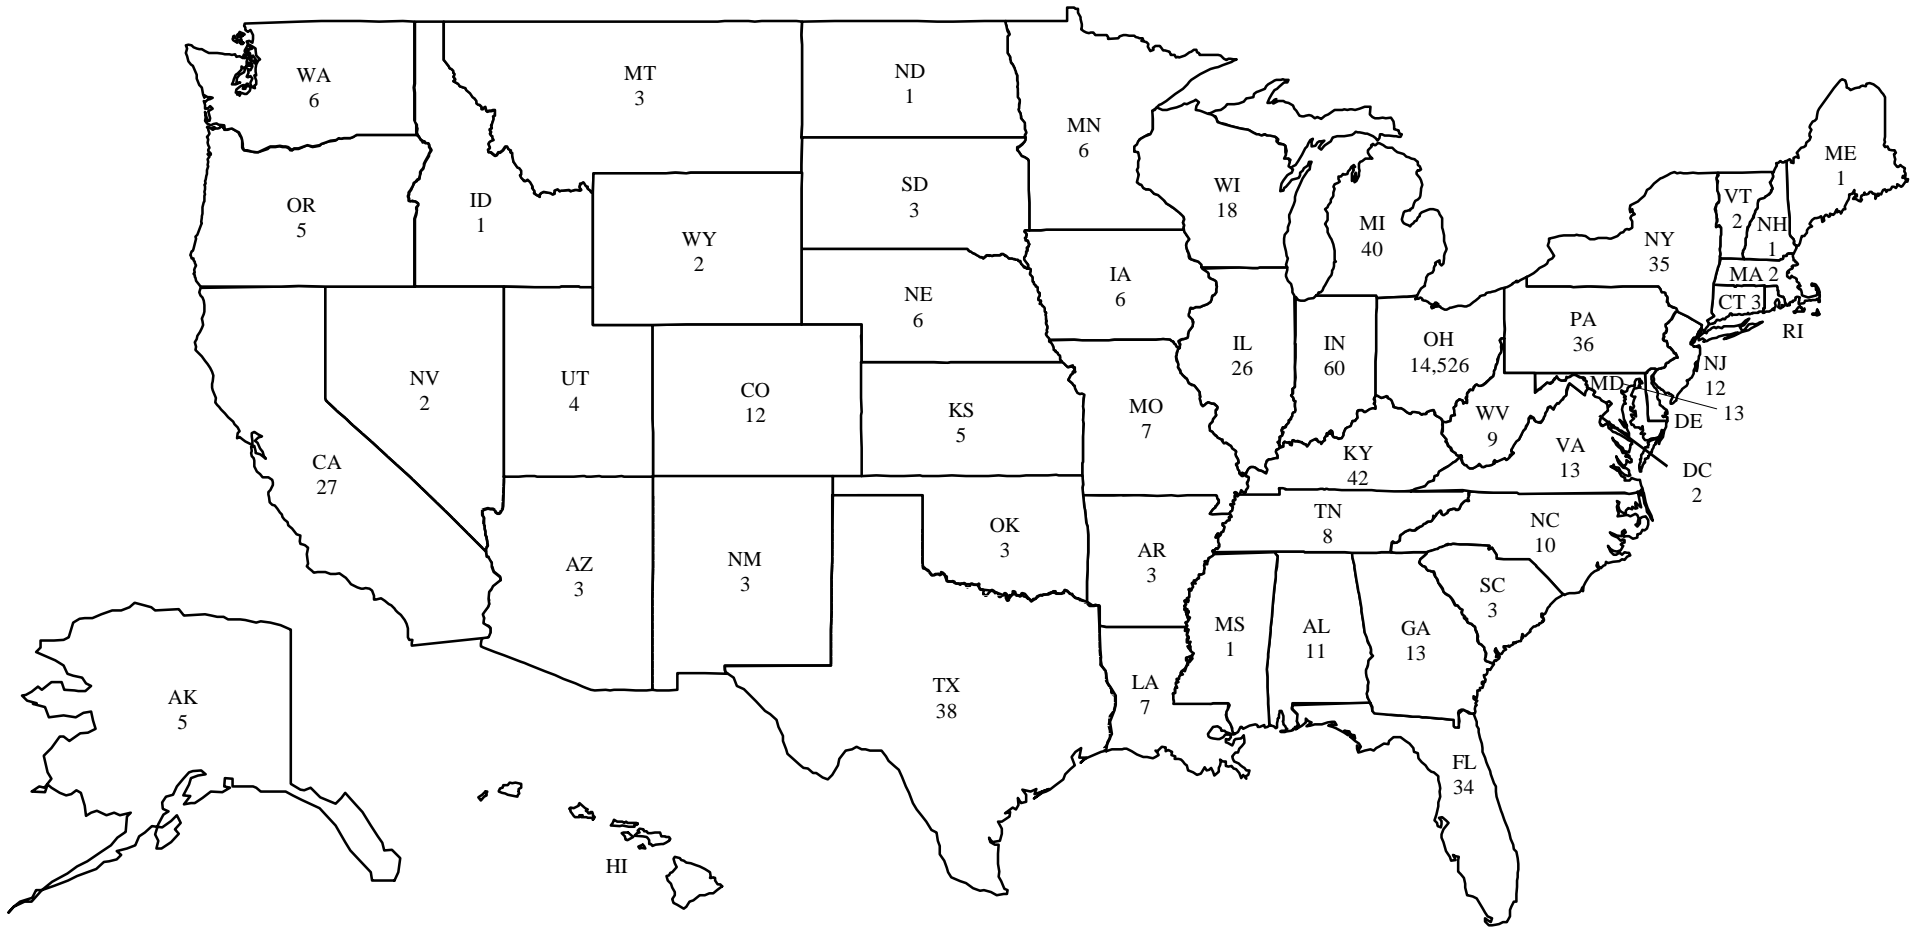 WA
6
MT
3
ND
1
MN
6
ME
1
OR
5
ID
1
WY
2
SD
3
WI
18
MI
40
VT
2
NH
1
NY
35
MA 2
CT 3
RI
NE
6
IA
6
IL
26
IN
60
OH
14,526
PA
36
NJ
12
MD
13
DE
DC
2
NV
2
UT
4
CO
12
KS
5
MO
7
KY
42
WV
9
VA
13
CA
27
AZ
3
NM
3
OK
3
AR
3
TN
8
NC
10
SC
3
MS
1
AL
11
GA
13
TX
38
LA
7
FL
34
AK
5
HI